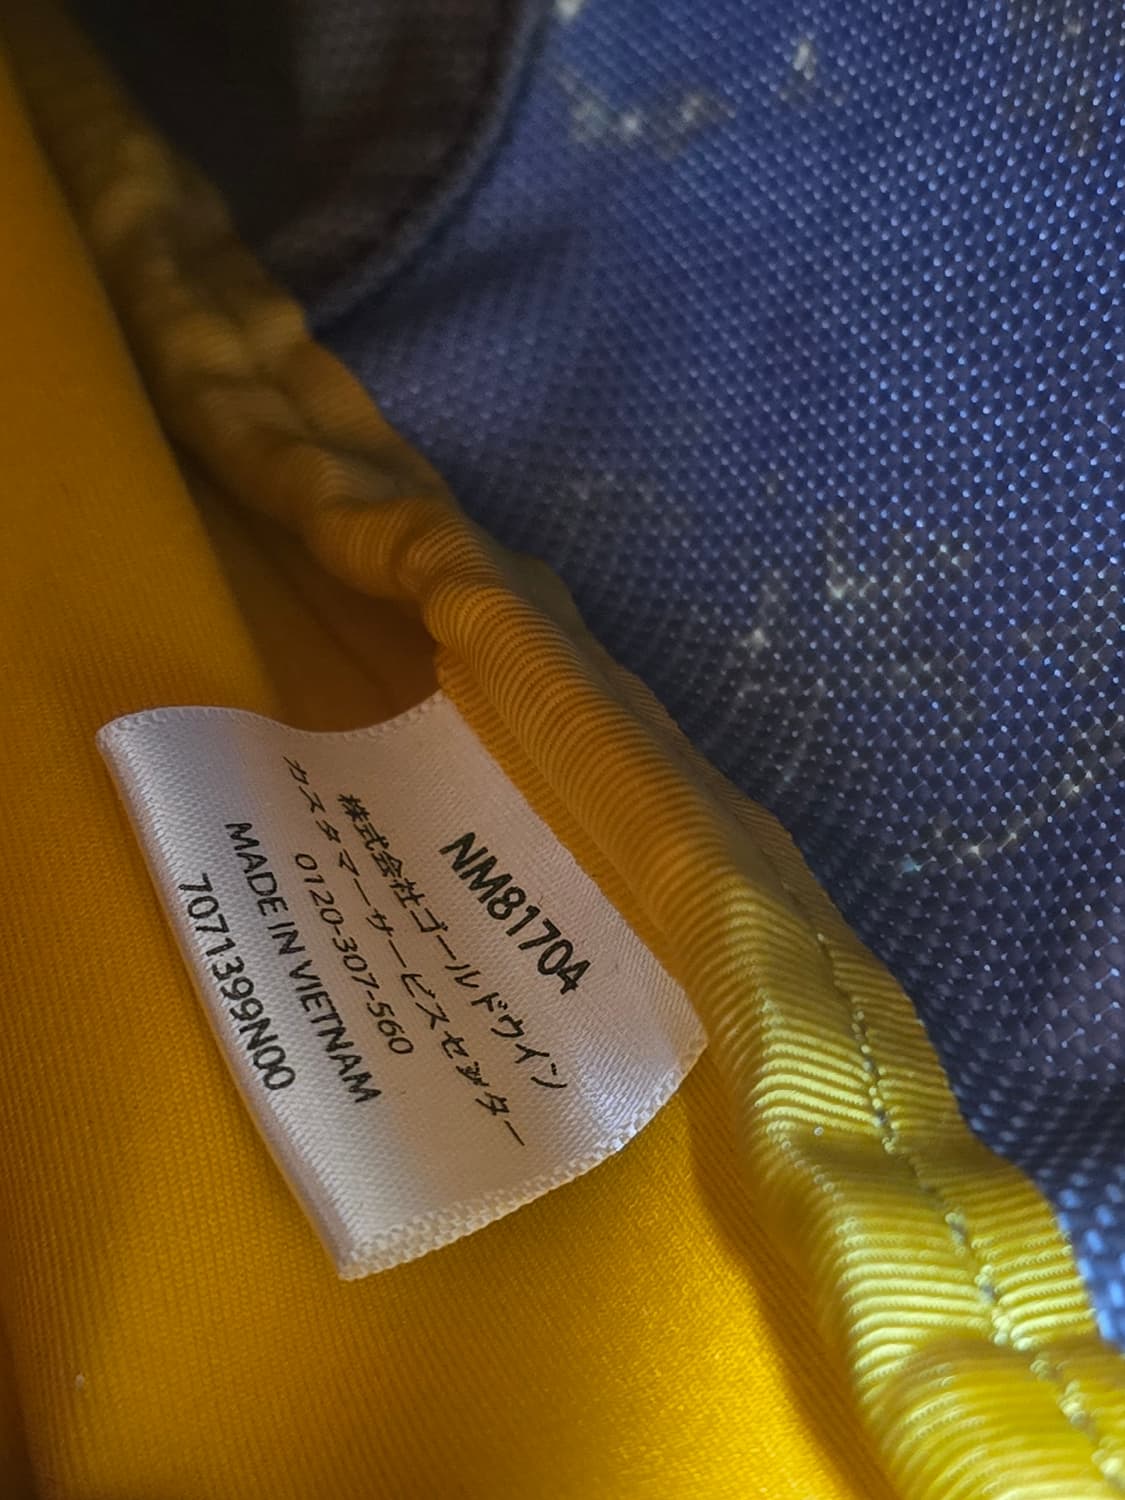 NM81704
株式会社ゴールドウイン
カスタマーサービスセンター
0120-307-560
MADE IN VIETNAM
7071399N00